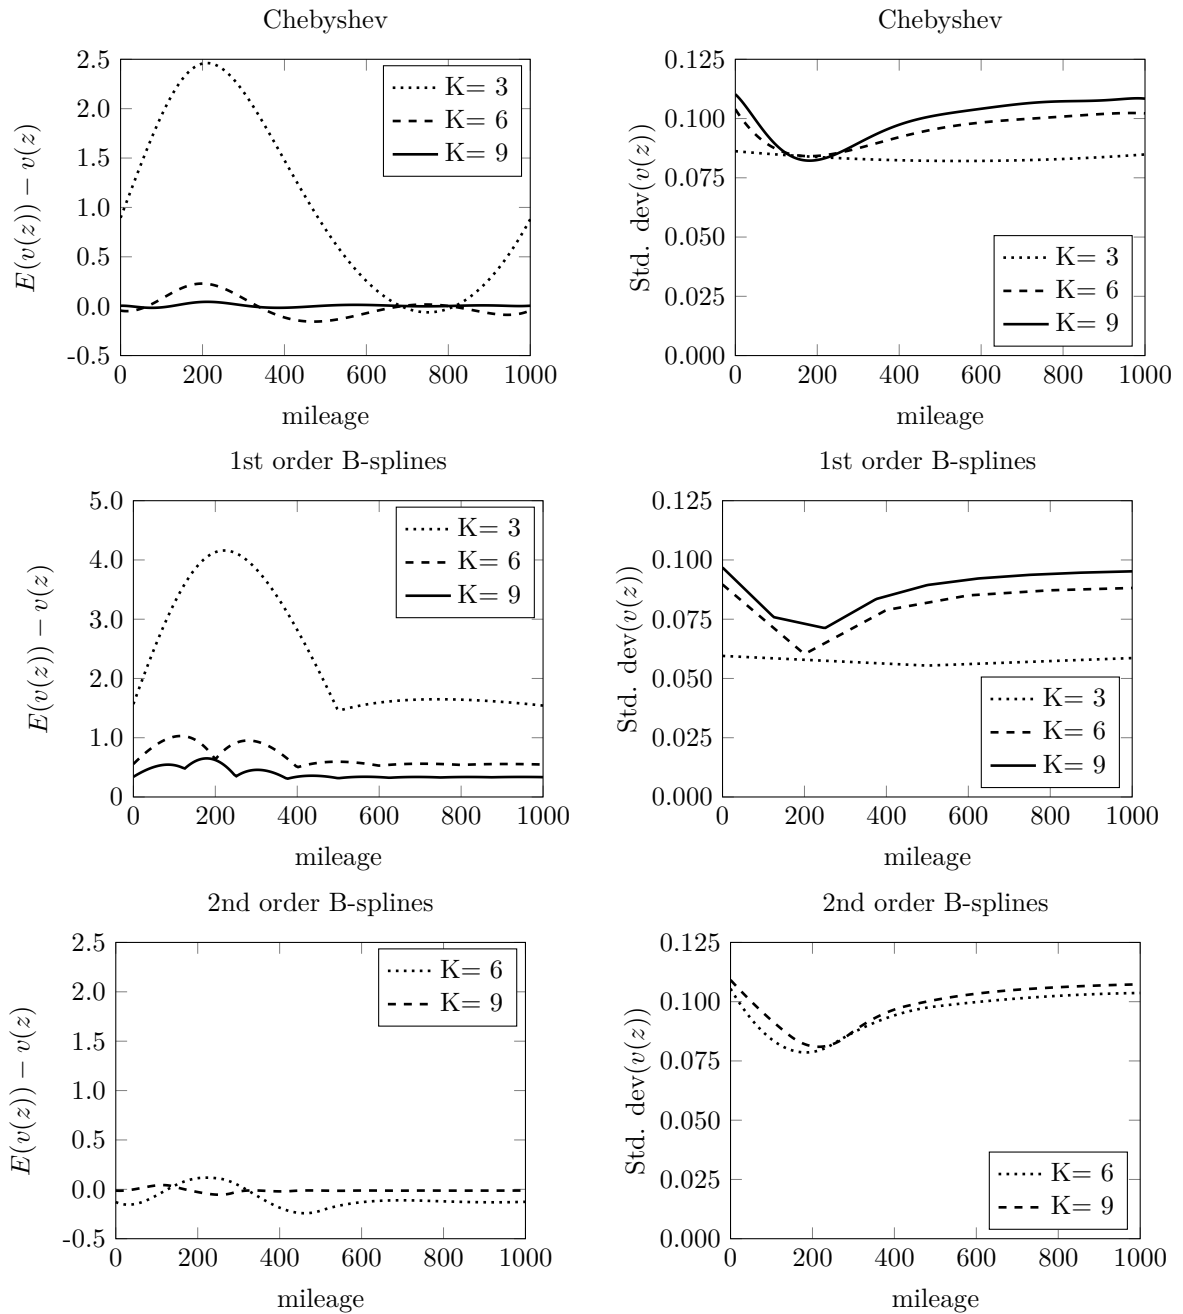 Chebyshev
E(v(z)) − v(z)
2.5
2.0
1.5
1.0
0.5
0.0
-0.5
0 200 400 600 800 1000
mileage
K= 3
K= 6
K= 9
Chebyshev
Std. dev(v(z))
0.125
0.100
0.075
0.050
0.025
0.000
0 200 400 600 800 1000
mileage
K= 3
K= 6
K= 9
1st order B-splines
E(v(z)) − v(z)
5.0
4.0
3.0
2.0
1.0
0
0 200 400 600 800 1000
mileage
K= 3
K= 6
K= 9
1st order B-splines
Std. dev(v(z))
0.125
0.100
0.075
0.050
0.025
0.000
0 200 400 600 800 1000
mileage
K= 3
K= 6
K= 9
2nd order B-splines
E(v(z)) − v(z)
2.5
2.0
1.5
1.0
0.5
0.0
-0.5
0 200 400 600 800 1000
mileage
K= 6
K= 9
2nd order B-splines
Std. dev(v(z))
0.125
0.100
0.075
0.050
0.025
0.000
0 200 400 600 800 1000
mileage
K= 6
K= 9